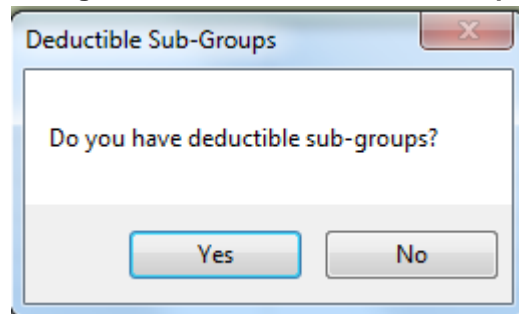 Deductible Sub-Groups
Do you have deductible sub-groups?
Yes
No